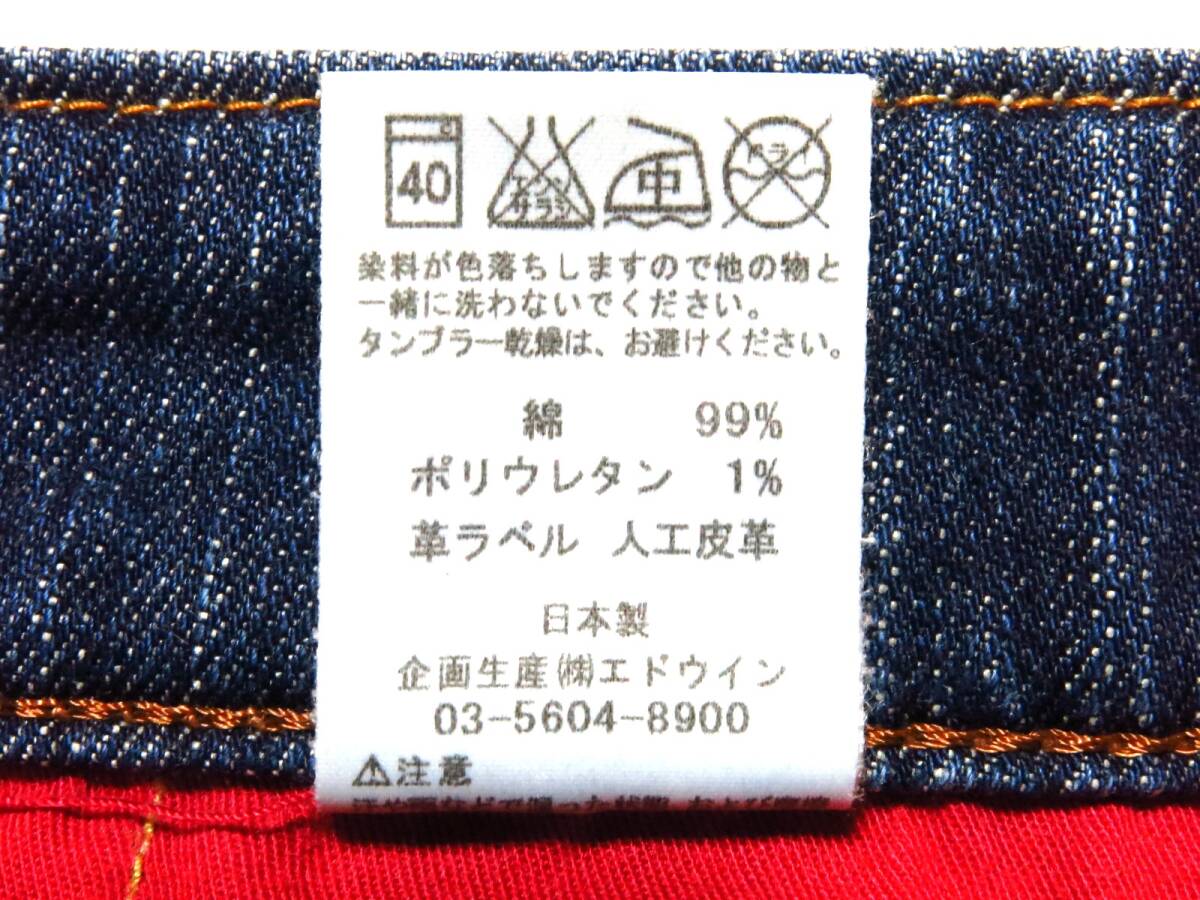 40 エンソ サラシ 中 ドライ
染料が色落ちしますので他の物と
一緒に洗わないでください。
タンブラー乾燥は、お避けください。
綿 99%
ポリウレタン 1%
革ラベル 人工皮革
日本製
企画生産㈱エドウイン
03-5604-8900
⚠注意